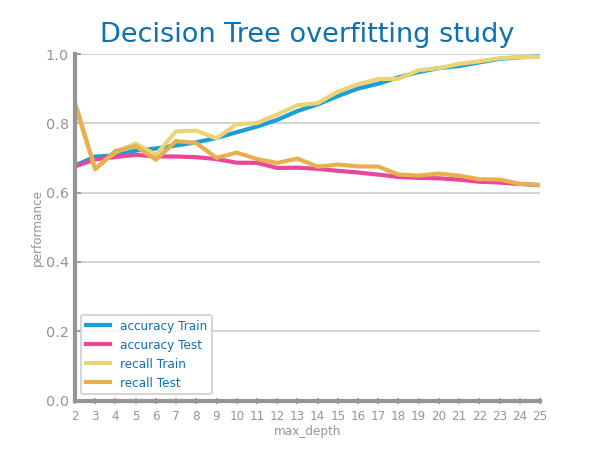 Decision Tree overfitting study
1.0
0.8
0.6
0.4
0.2
0.0
performance
accuracy Train
accuracy Test
recall Train
recall Test
2 3 4 5 6 7 8 9 10 11 12 13 14 15 16 17 18 19 20 21 22 23 24 25
max_depth